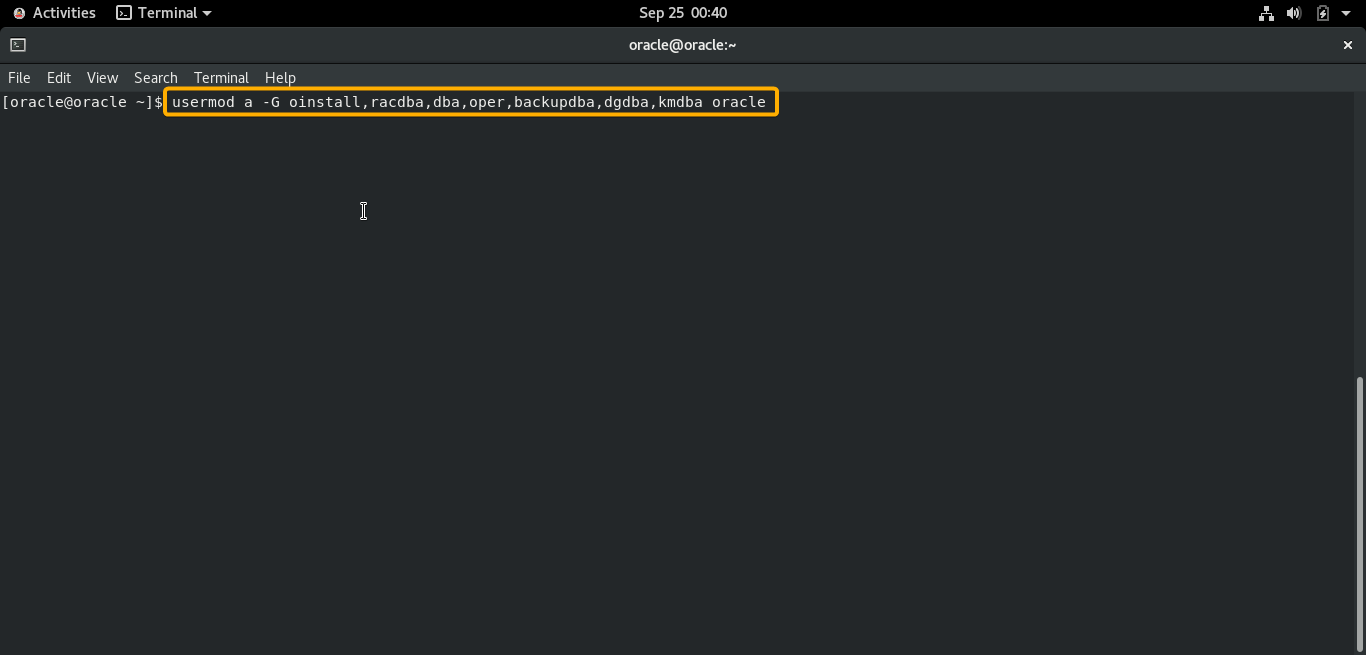 Activities Terminal Sep 25 00:40
oracle@oracle:~
File Edit View Search Terminal Help
[oracle@oracle ~]$ usermod a -G oinstall,racdba,dba,oper,backupdba,dgdba,kmdba oracle